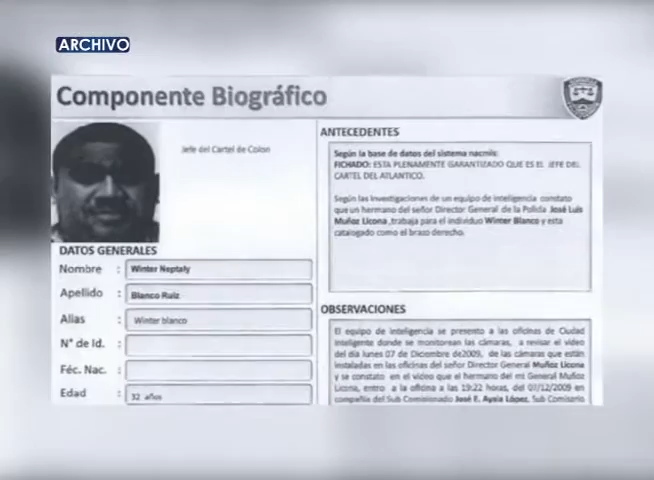 ARCHIVO
Componente Biográfico
Jefe del Cartel de Colon
DATOS GENERALES
Nombre : Winter Neptaly
Apellido : Blanco Ruiz
Alias : Winter blanco
N° de Id. :
Féc. Nac. :
Edad : 32 años
ANTECEDENTES
Según la base de datos del sistema nacmis:
FICHADO: ESTA PLENAMENTE GARANTIZADO QUE ES EL JEFE DEL
CARTEL DEL ATLANTICO.
Según las investigaciones de un equipo de inteligencia constato
que un hermano del señor Director General de la Policía José Luis
Muñoz Licona ,trabaja para el individuo Winter Blanco y esta
catalogado como el brazo derecho.
OBSERVACIONES
El equipo de inteligencia se presento a las oficinas de Ciudad
Inteligente donde se monitorean las cámaras, a revisar el video
del día lunes 07 de Diciembre de2009, de las cámaras que están
instaladas en las oficinas del señor Director General Muñoz Licona
y se constato en el video que el hermano del mi General Muñoz
Licona, entro a la oficina a las 19:22 horas, del 07/12/2009 en
compañía del Sub Comisionado José E. Ayala López, Sub Comisario